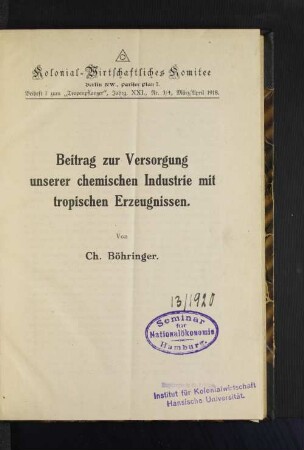 Kolonial-Wirtschaftliches Komitee
Berlin NW., Pariser Platz 7.
Beiheft 1 zum „Tropenpflanzer“, Jahrg. XXI., Nr. 3/4, März/April 1918.
Beitrag zur Versorgung
unserer chemischen Industrie mit
tropischen Erzeugnissen.
Von
Ch. Böhringer.
13/1920
Seminar
für
Nationalökonomie
Hamburg.
Institut für Kolonialwirtschaft
Hansische Universität.